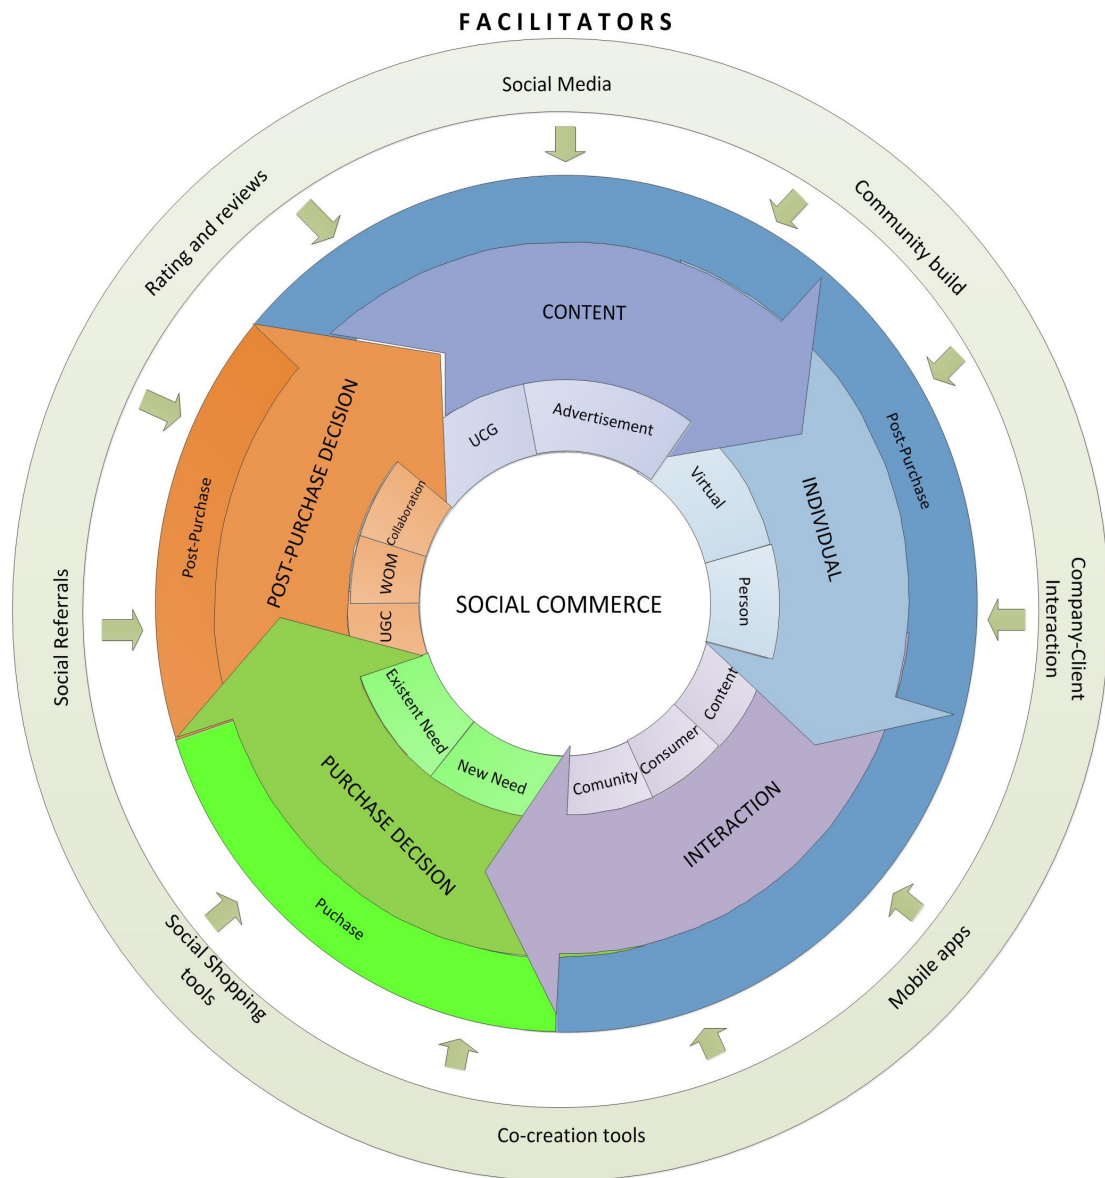 FACILITATORS
Social Media
Community build
Company-Client
Interaction
Mobile apps
Co-creation tools
Social Shopping
tools
Social Referrals
Rating and reviews
CONTENT
UCG
Advertisement
Post-Purchase
INDIVIDUAL
Virtual
Person
INTERACTION
Content
Consumer
Comunity
PURCHASE DECISION
New Need
Existent Need
Puchase
POST-PURCHASE DECISION
UGC
WOM
Collaboration
Post-Purchase
SOCIAL COMMERCE